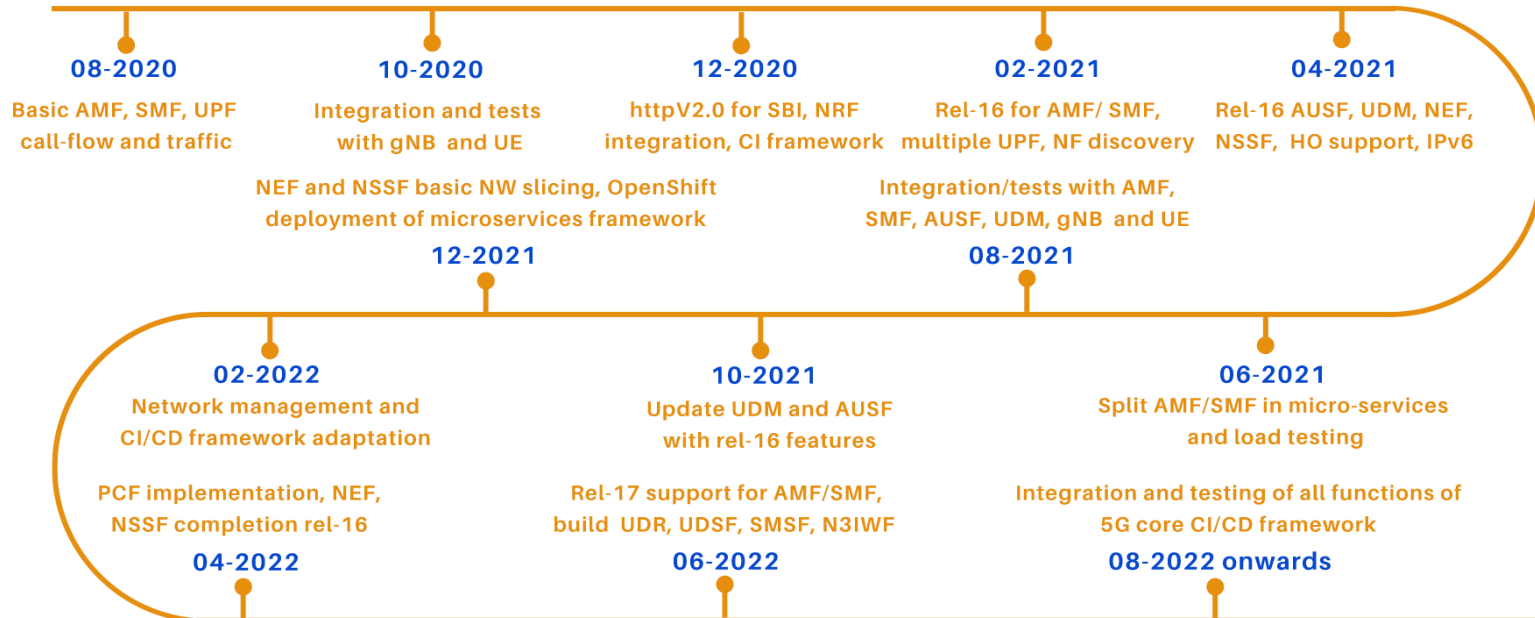 08-2020
Basic AMF, SMF, UPF
call-flow and traffic
10-2020
Integration and tests
with gNB and UE
12-2020
httpV2.0 for SBI, NRF
integration, CI framework
02-2021
Rel-16 for AMF/ SMF,
multiple UPF, NF discovery
04-2021
Rel-16 AUSF, UDM, NEF,
NSSF, HO support, IPv6
NEF and NSSF basic NW slicing, OpenShift
deployment of microservices framework
12-2021
Integration/tests with AMF,
SMF, AUSF, UDM, gNB and UE
08-2021
02-2022
Network management and
CI/CD framework adaptation
10-2021
Update UDM and AUSF
with rel-16 features
06-2021
Split AMF/SMF in micro-services
and load testing
PCF implementation, NEF,
NSSF completion rel-16
04-2022
Rel-17 support for AMF/SMF,
build UDR, UDSF, SMSF, N3IWF
06-2022
Integration and testing of all functions of
5G core CI/CD framework
08-2022 onwards